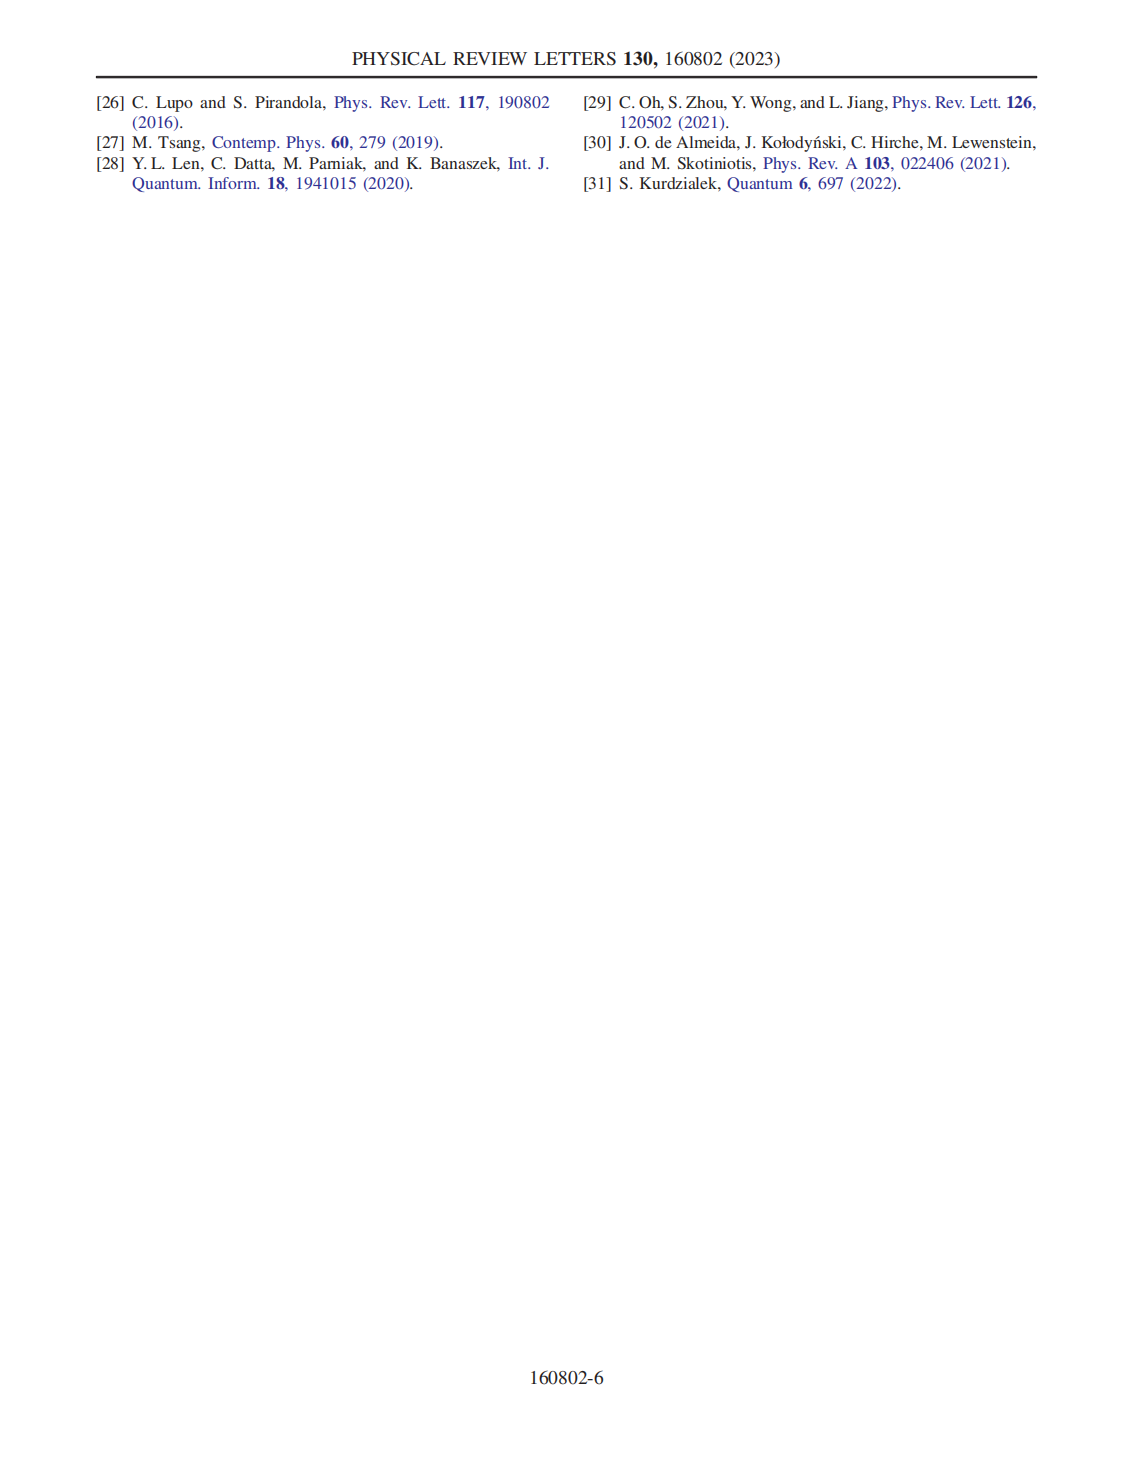 PHYSICAL REVIEW LETTERS 130, 160802 (2023)
[26] C. Lupo and S. Pirandola, Phys. Rev. Lett. 117, 190802
(2016).
[27] M. Tsang, Contemp. Phys. 60, 279 (2019).
[28] Y. L. Len, C. Datta, M. Parniak, and K. Banaszek, Int. J.
Quantum. Inform. 18, 1941015 (2020).
[29] C. Oh, S. Zhou, Y. Wong, and L. Jiang, Phys. Rev. Lett. 126,
120502 (2021).
[30] J. O. de Almeida, J. Kołodyński, C. Hirche, M. Lewenstein,
and M. Skotiniotis, Phys. Rev. A 103, 022406 (2021).
[31] S. Kurdzialek, Quantum 6, 697 (2022).
160802-6